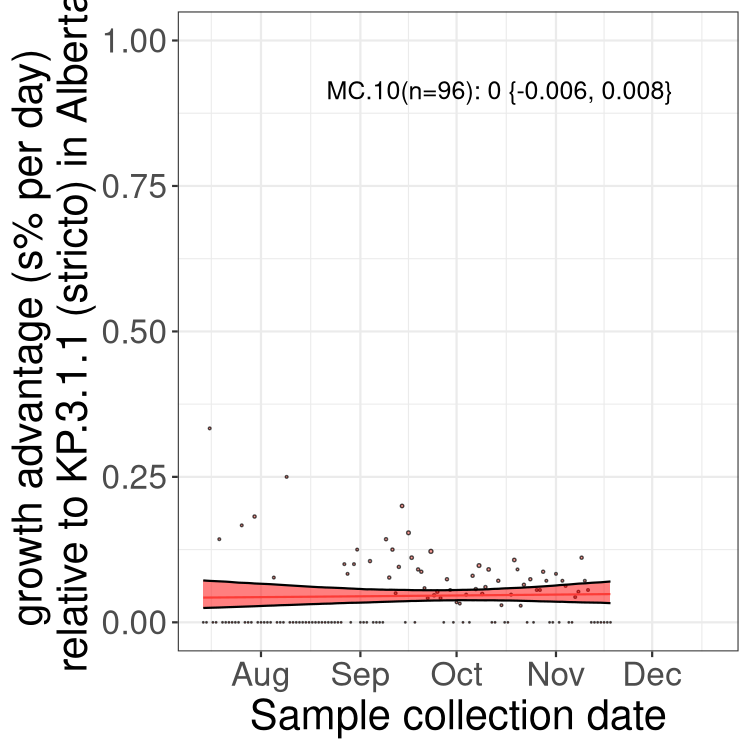 growth advantage (s% per day)
relative to KP.3.1.1 (stricto) in Alberta
1.00
0.75
0.50
0.25
0.00
MC.10(n=96): 0 {-0.006, 0.008}
Aug Sep Oct Nov Dec
Sample collection date